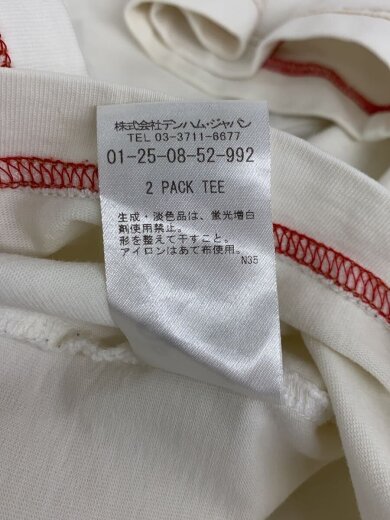 株式会社デンハム・ジャパン
TEL 03-3711-6677
01-25-08-52-992
2 PACK TEE
生成・淡色品は、蛍光増白
剤使用禁止。
形を整えて干すこと。
アイロンはあて布使用。
N35